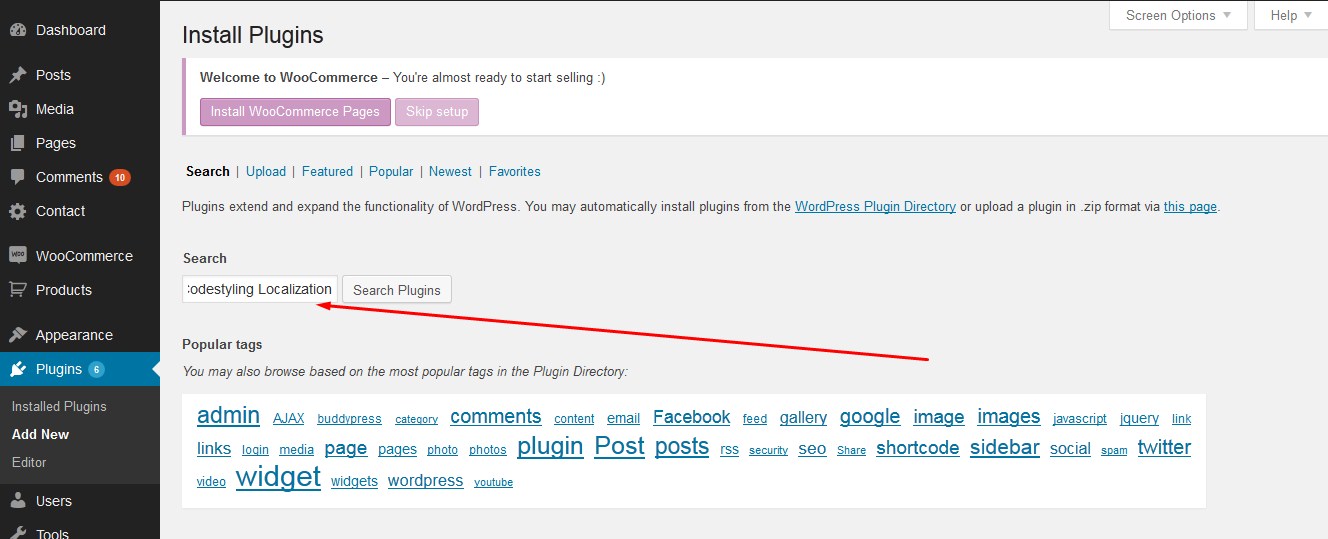 Dashboard
Posts
Media
Pages
Comments 10
Contact
WOO WooCommerce
Products
Appearance
Plugins 6
Installed Plugins
Add New
Editor
Users
Tools
Screen Options
Help
Install Plugins
Welcome to WooCommerce – You're almost ready to start selling :)
Install WooCommerce Pages Skip setup
Search | Upload | Featured | Popular | Newest | Favorites
Plugins extend and expand the functionality of WordPress. You may automatically install plugins from the WordPress Plugin Directory or upload a plugin in .zip format via this page.
Search
odestyling Localization Search Plugins
Popular tags
You may also browse based on the most popular tags in the Plugin Directory:
admin AJAX buddypress category comments content email Facebook feed gallery google image images javascript jquery link
links login media page pages photo photos plugin Post posts rss security seo Share shortcode sidebar social spam twitter
video widget widgets wordpress youtube